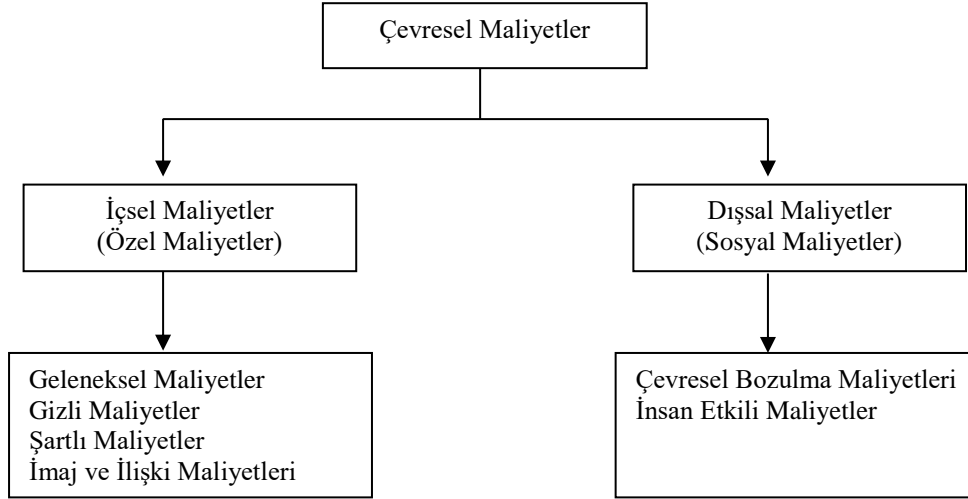 Çevresel Maliyetler
İçsel Maliyetler
(Özel Maliyetler)
Dışsal Maliyetler
(Sosyal Maliyetler)
Geleneksel Maliyetler
Gizli Maliyetler
Şartlı Maliyetler
İmaj ve İlişki Maliyetleri
Çevresel Bozulma Maliyetleri
İnsan Etkili Maliyetler